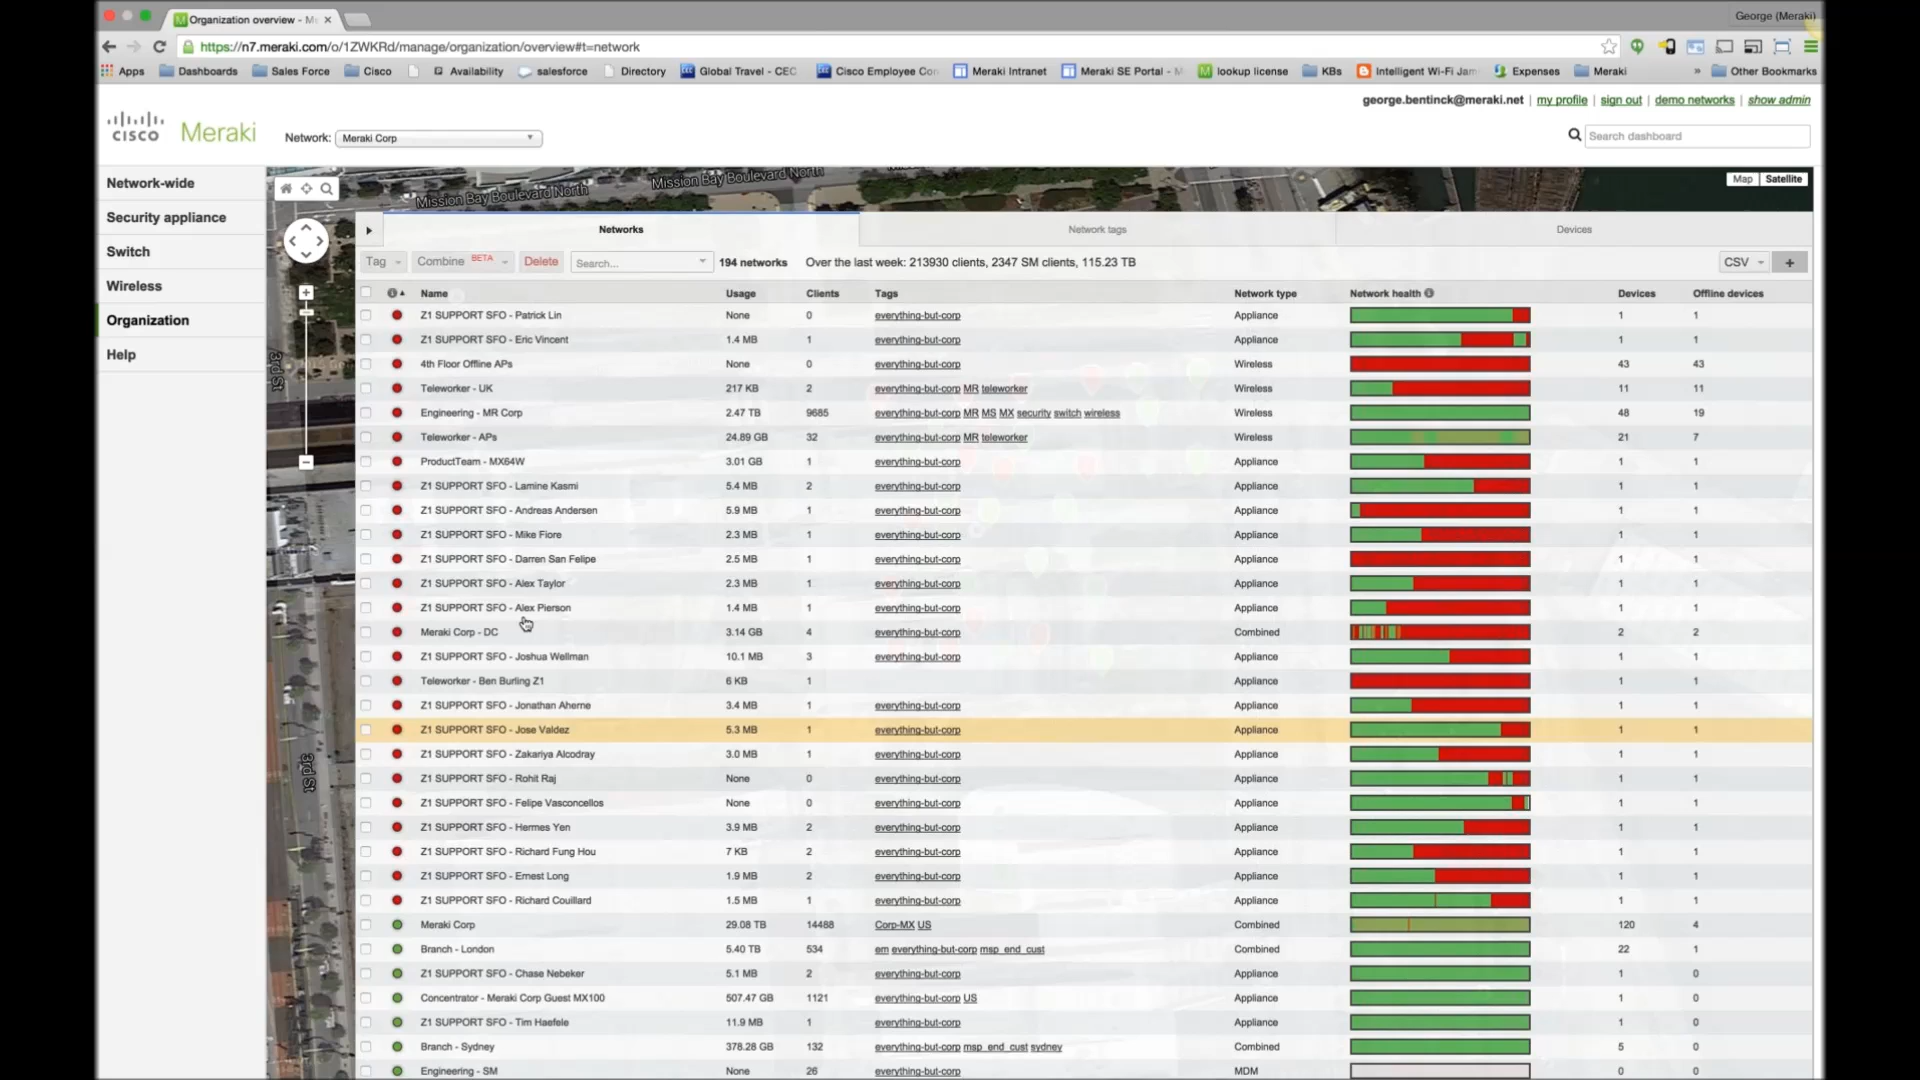 Organization overview - M
George (Meraki)
https://n7.meraki.com/o/1ZWKRd/manage/organization/overview#t=network
Apps Dashboards Sales Force Cisco Availability salesforce Directory Global Travel - CEC Cisco Employee Con Meraki Intranet Meraki SE Portal - M lookup license KBs Intelligent Wi-Fi Jam Expenses Meraki » Other Bookmarks
george.bentinck@meraki.net | my profile | sign out | demo networks | show admin
CISCO Meraki Network: Meraki Corp Search dashboard
Network-wide
Security appliance
Switch
Wireless
Organization
Help
Mission Bay Boulevard North Mission Bay Boulevard North
Map Satellite
3rd St
3rd St
Networks Network tags Devices
Tag Combine BETA Delete Search... 194 networks Over the last week: 213930 clients, 2347 SM clients, 115.23 TB CSV +
Name Usage Clients Tags Network type Network health Devices Offline devices
Z1 SUPPORT SFO - Patrick Lin None 0 everything-but-corp Appliance 1 1
Z1 SUPPORT SFO - Eric Vincent 1.4 MB 1 everything-but-corp Appliance 1 1
4th Floor Offline APs None 0 everything-but-corp Wireless 43 43
Teleworker - UK 217 KB 2 everything-but-corp MR teleworker Wireless 11 11
Engineering - MR Corp 2.47 TB 9685 everything-but-corp MR MS MX security switch wireless Wireless 48 19
Teleworker - APs 24.89 GB 32 everything-but-corp MR teleworker Wireless 21 7
ProductTeam - MX64W 3.01 GB 1 everything-but-corp Appliance 1 1
Z1 SUPPORT SFO - Lamine Kasmi 5.4 MB 2 everything-but-corp Appliance 1 1
Z1 SUPPORT SFO - Andreas Andersen 5.9 MB 1 everything-but-corp Appliance 1 1
Z1 SUPPORT SFO - Mike Fiore 2.3 MB 1 everything-but-corp Appliance 1 1
Z1 SUPPORT SFO - Darren San Felipe 2.5 MB 1 everything-but-corp Appliance 1 1
Z1 SUPPORT SFO - Alex Taylor 2.3 MB 1 everything-but-corp Appliance 1 1
Z1 SUPPORT SFO - Alex Pierson 1.4 MB 1 everything-but-corp Appliance 1 1
Meraki Corp - DC 3.14 GB 4 everything-but-corp Combined 2 2
Z1 SUPPORT SFO - Joshua Wellman 10.1 MB 3 everything-but-corp Appliance 1 1
Teleworker - Ben Burling Z1 6 KB 1 Appliance 1 1
Z1 SUPPORT SFO - Jonathan Aherne 3.4 MB 1 everything-but-corp Appliance 1 1
Z1 SUPPORT SFO - Jose Valdez 5.3 MB 1 everything-but-corp Appliance 1 1
Z1 SUPPORT SFO - Zakariya Alcodray 3.0 MB 1 everything-but-corp Appliance 1 1
Z1 SUPPORT SFO - Rohit Raj None 0 everything-but-corp Appliance 1 1
Z1 SUPPORT SFO - Felipe Vasconcellos None 0 everything-but-corp Appliance 1 1
Z1 SUPPORT SFO - Hermes Yen 3.9 MB 2 everything-but-corp Appliance 1 1
Z1 SUPPORT SFO - Richard Fung Hou 7 KB 2 everything-but-corp Appliance 1 1
Z1 SUPPORT SFO - Ernest Long 1.9 MB 2 everything-but-corp Appliance 1 1
Z1 SUPPORT SFO - Richard Couillard 1.5 MB 1 everything-but-corp Appliance 1 1
Meraki Corp 29.08 TB 14488 Corp-MX US Combined 120 4
Branch - London 5.40 TB 534 em everything-but-corp msp_end_cust Combined 22 1
Z1 SUPPORT SFO - Chase Nebeker 5.1 MB 2 everything-but-corp Appliance 1 0
Concentrator - Meraki Corp Guest MX100 507.47 GB 1121 everything-but-corp US Appliance 1 0
Z1 SUPPORT SFO - Tim Haefele 11.9 MB 1 everything-but-corp Appliance 1 0
Branch - Sydney 378.28 GB 132 everything-but-corp msp_end_cust sydney Combined 5 0
Engineering - SM None 26 MDM 0 0